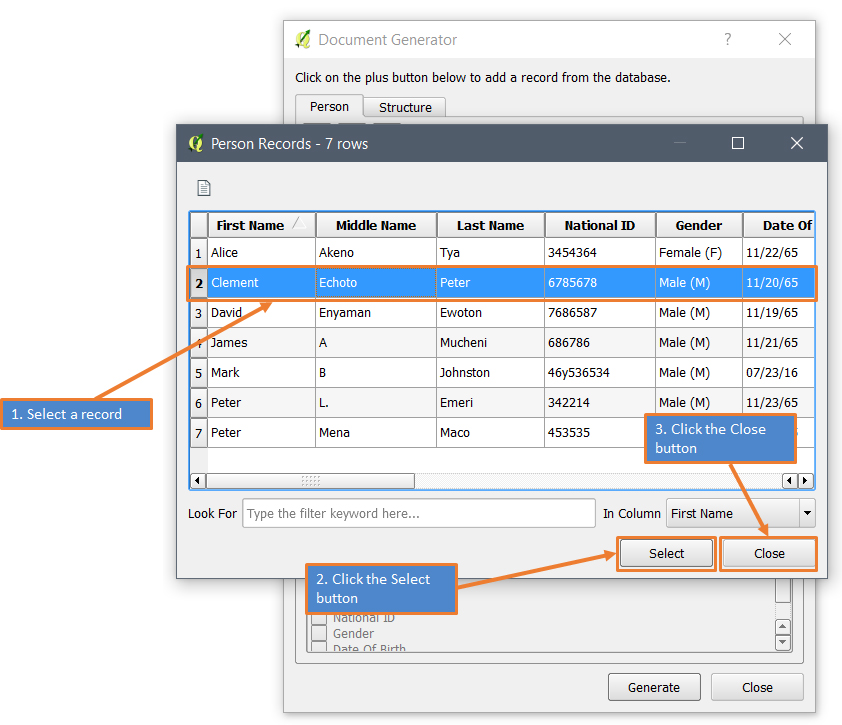 Document Generator
?
Click on the plus button below to add a record from the database.
Person Structure
Person Records - 7 rows
First Name Middle Name Last Name National ID Gender Date Of
1 Alice Akeno Tya 3454364 Female (F) 11/22/65
2 Clement Echoto Peter 6785678 Male (M) 11/20/65
3 David Enyaman Ewoton 7686587 Male (M) 11/19/65
4 James A Mucheni 686786 Male (M) 11/21/65
5 Mark B Johnston 46y536534 Male (M) 07/23/16
6 Peter L. Emeri 342214 Male (M) 11/23/65
7 Peter Mena Maco 453535
1. Select a record
3. Click the Close
button
Look For Type the filter keyword here... In Column First Name
Select Close
2. Click the Select
button
National ID
Gender
Date Of Birth
Generate Close